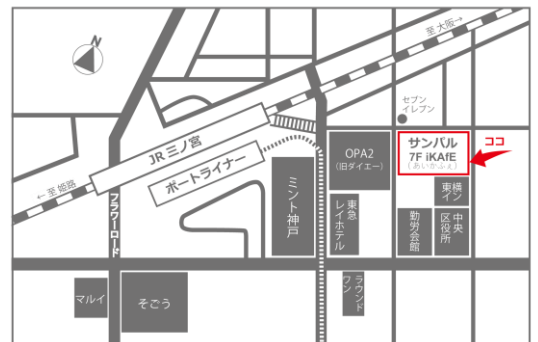 N
至 大阪→
セブン
イレブン
JR 三ノ宮
ポートライナー
← 至 姫路
フラワーロード
ミント神戸
OPA2
(旧ダイエー)
サンパル
7F iKAfE
(あいかふぇ)
ココ
東急
レイホテル
東横
イン
勤労会館
中央
区役所
マルイ
そごう
ラウンド
ワン